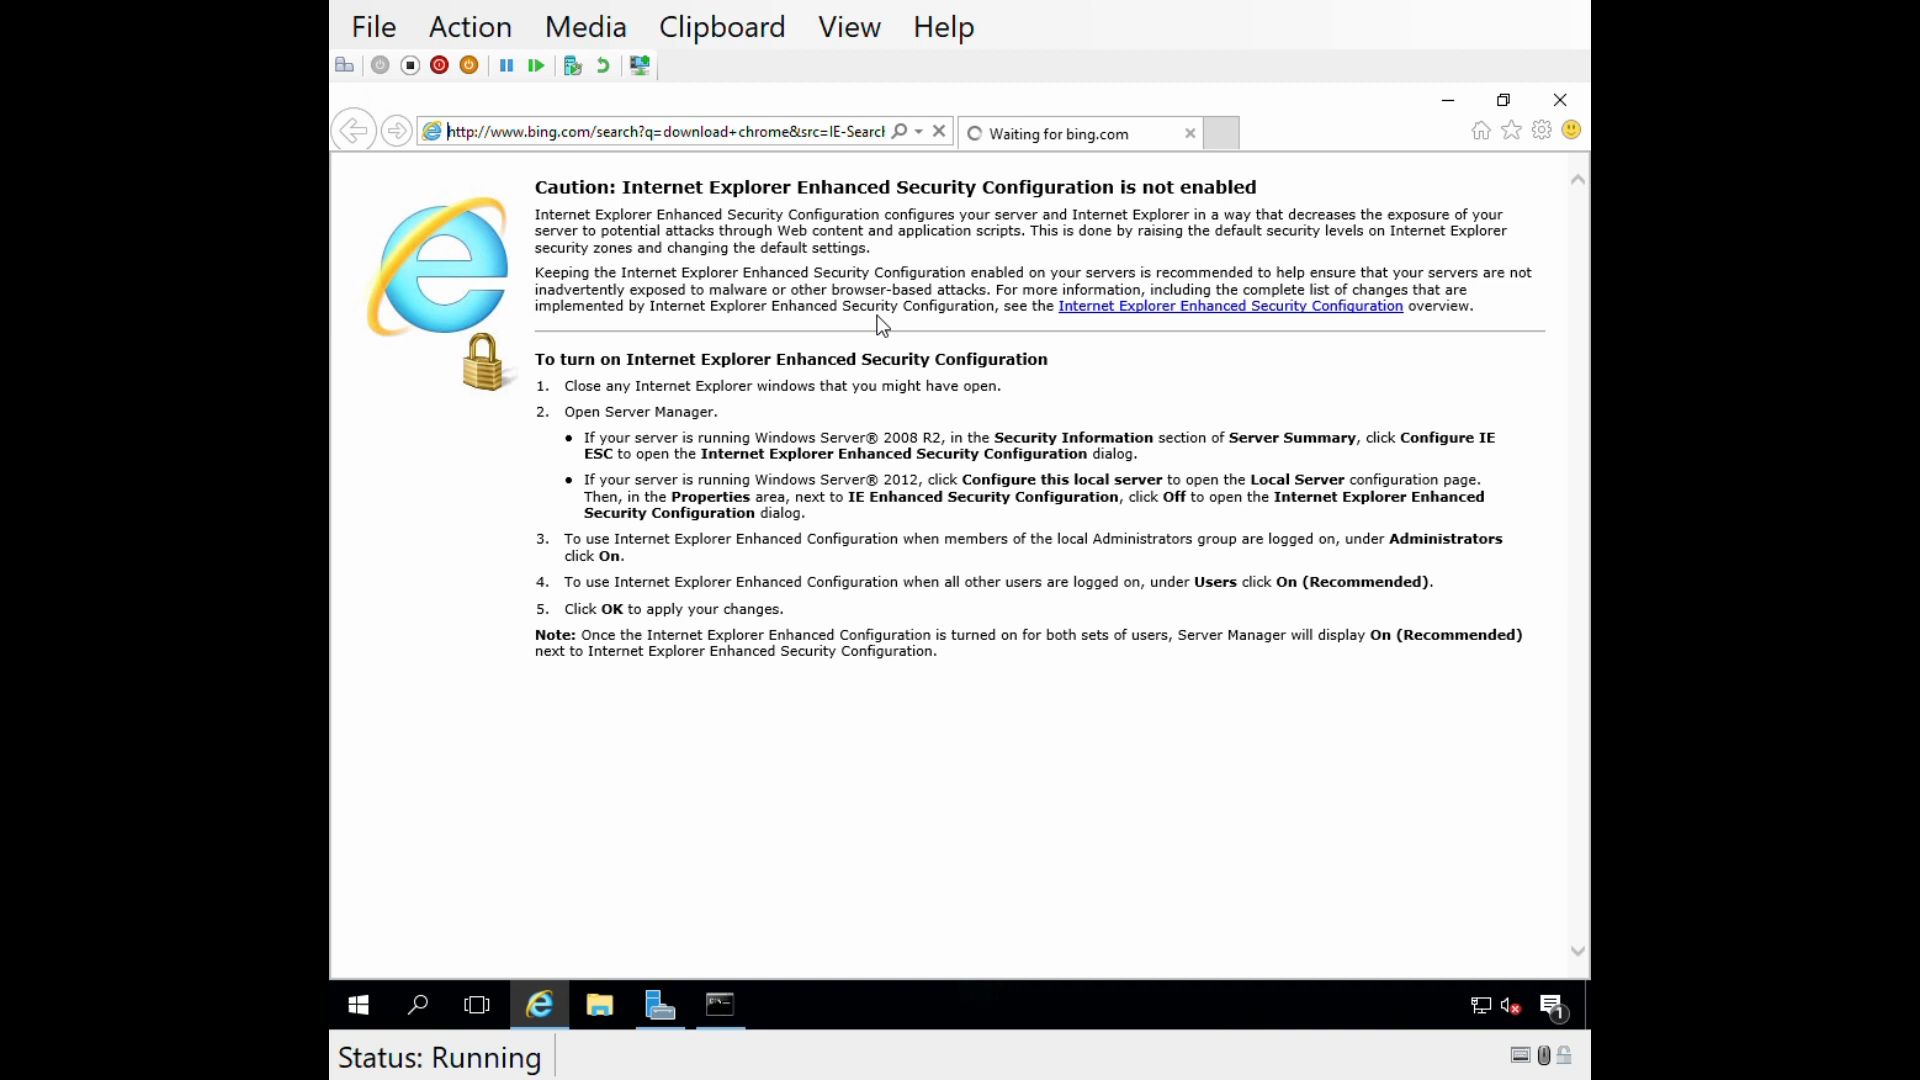 File Action Media Clipboard View Help
http://www.bing.com/search?q=download+chrome&src=IE-Search
Waiting for bing.com
Caution: Internet Explorer Enhanced Security Configuration is not enabled
Internet Explorer Enhanced Security Configuration configures your server and Internet Explorer in a way that decreases the exposure of your
server to potential attacks through Web content and application scripts. This is done by raising the default security levels on Internet Explorer
security zones and changing the default settings.
Keeping the Internet Explorer Enhanced Security Configuration enabled on your servers is recommended to help ensure that your servers are not
inadvertently exposed to malware or other browser-based attacks. For more information, including the complete list of changes that are
implemented by Internet Explorer Enhanced Security Configuration, see the Internet Explorer Enhanced Security Configuration overview.
To turn on Internet Explorer Enhanced Security Configuration
1. Close any Internet Explorer windows that you might have open.
2. Open Server Manager.
• If your server is running Windows Server® 2008 R2, in the Security Information section of Server Summary, click Configure IE
ESC to open the Internet Explorer Enhanced Security Configuration dialog.
• If your server is running Windows Server® 2012, click Configure this local server to open the Local Server configuration page.
Then, in the Properties area, next to IE Enhanced Security Configuration, click Off to open the Internet Explorer Enhanced
Security Configuration dialog.
3. To use Internet Explorer Enhanced Configuration when members of the local Administrators group are logged on, under Administrators
click On.
4. To use Internet Explorer Enhanced Configuration when all other users are logged on, under Users click On (Recommended).
5. Click OK to apply your changes.
Note: Once the Internet Explorer Enhanced Configuration is turned on for both sets of users, Server Manager will display On (Recommended)
next to Internet Explorer Enhanced Security Configuration.
1
Status: Running